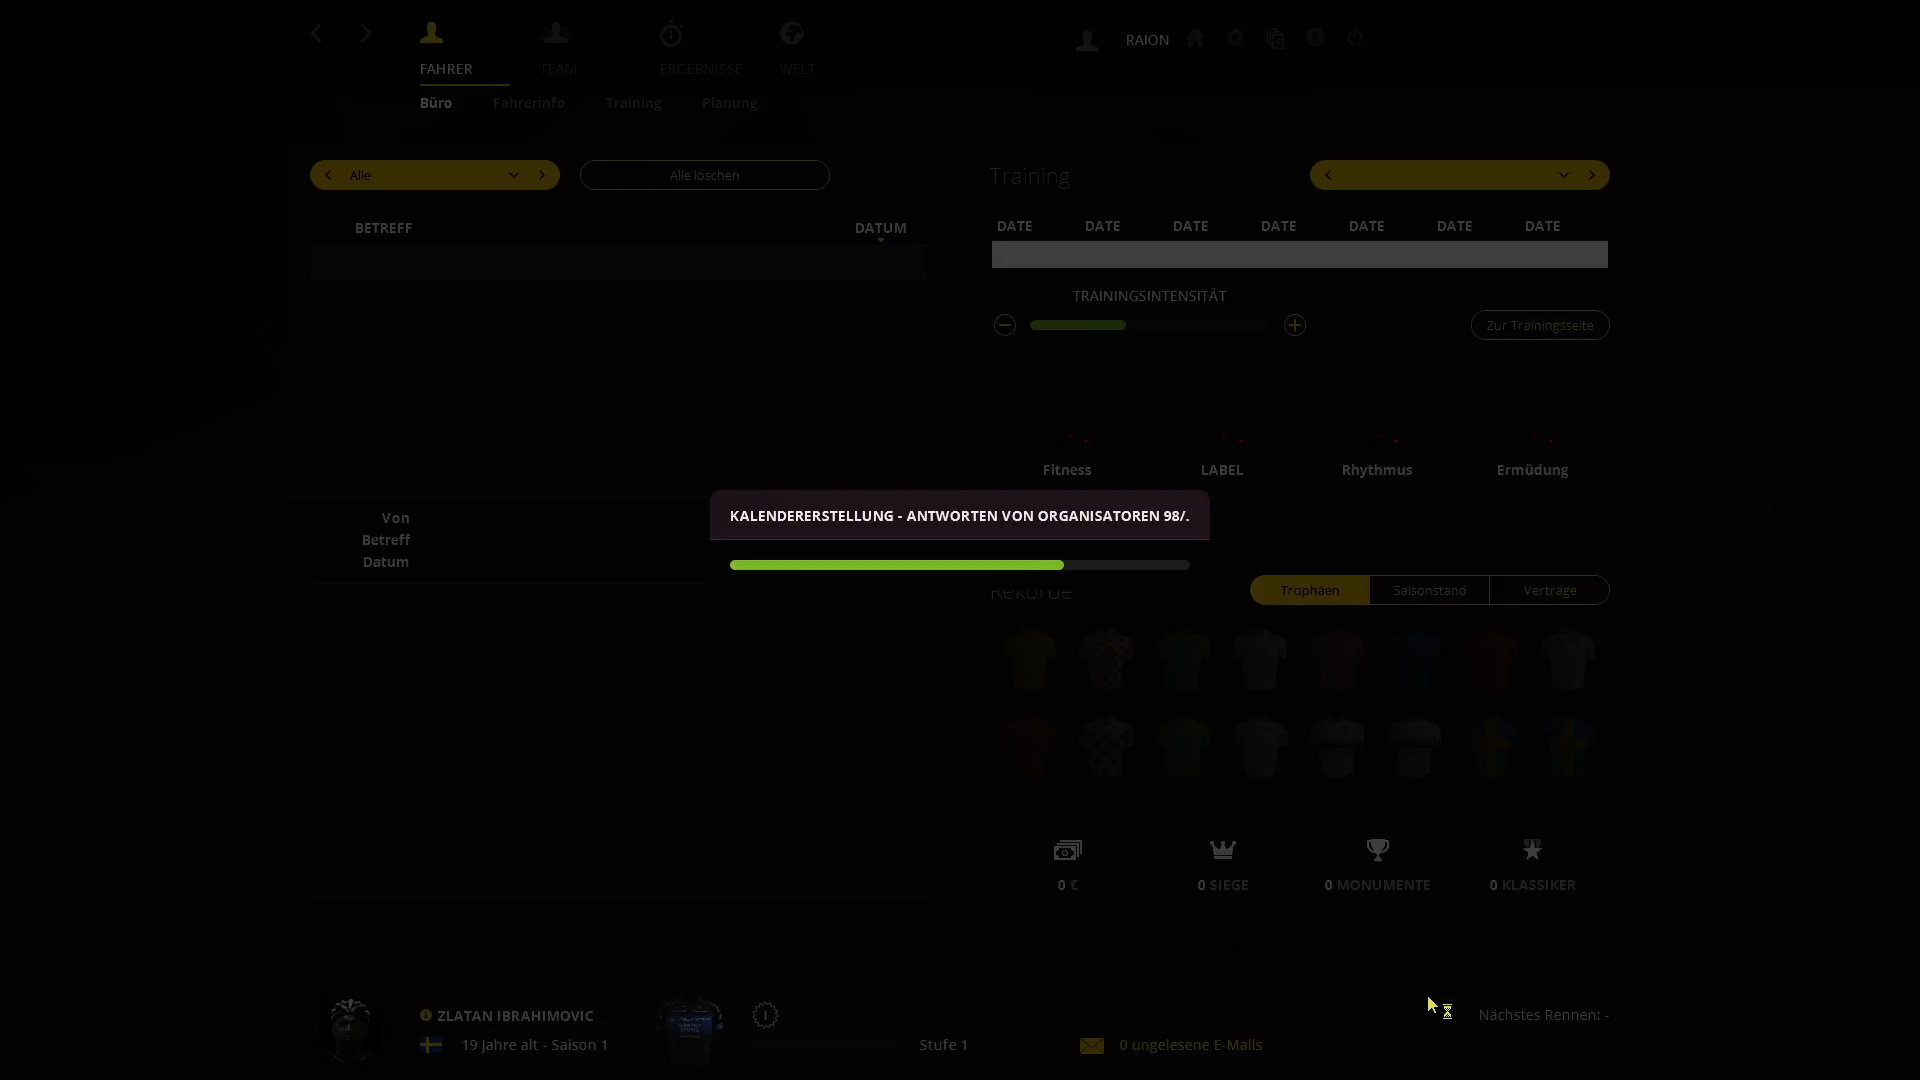 RAION
FAHRER
TEAM
ERGEBNISSE
WELT
Büro
Fahrerinfo
Training
Planung
Alle
Alle löschen
Training
BETREFF
DATUM
DATE DATE DATE DATE DATE DATE DATE
TRAININGSINTENSITÄT
Zur Trainingsseite
Fitness
LABEL
Rhythmus
Ermüdung
KALENDERERSTELLUNG - ANTWORTEN VON ORGANISATOREN 98/.
Von
Betreff
Datum
Rekorde
Trophäen
Saisonstand
Verträge
0 €
0 SIEGE
0 MONUMENTE
0 KLASSIKER
ZLATAN IBRAHIMOVIC
19 Jahre alt - Saison 1
Stufe 1
0 ungelesene E-Mails
Nächstes Rennen: -